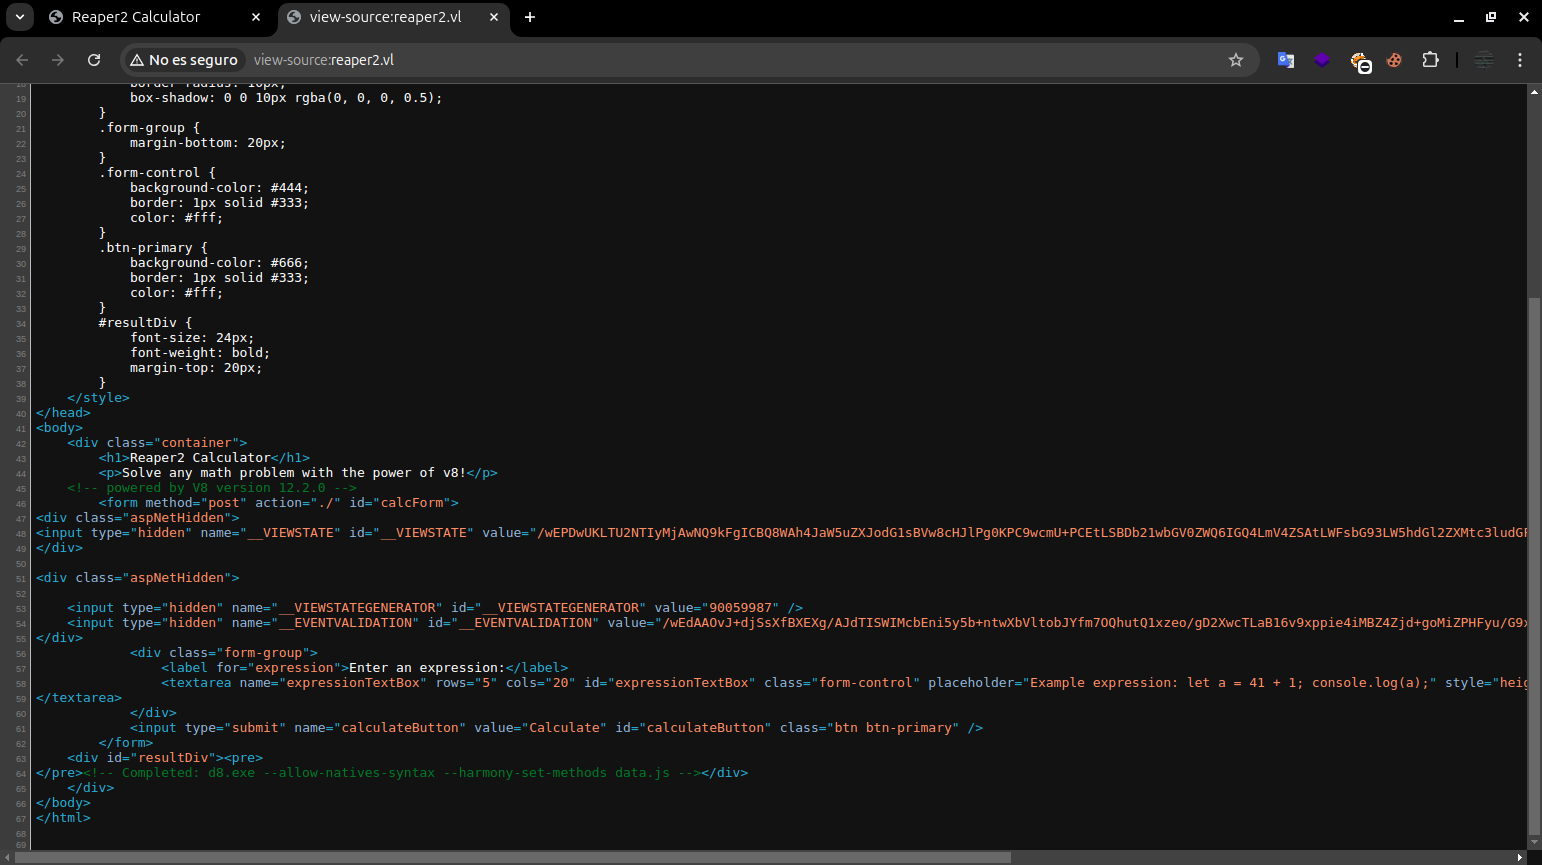 Reaper2 Calculator
view-source:reaper2.vl
No es seguro
view-source:reaper2.vl
18 border-radius: 10px;
19 box-shadow: 0 0 10px rgba(0, 0, 0, 0.5);
20 }
21 .form-group {
22 margin-bottom: 20px;
23 }
24 .form-control {
25 background-color: #444;
26 border: 1px solid #333;
27 color: #fff;
28 }
29 .btn-primary {
30 background-color: #666;
31 border: 1px solid #333;
32 color: #fff;
33 }
34 #resultDiv {
35 font-size: 24px;
36 font-weight: bold;
37 margin-top: 20px;
38 }
39 </style>
40 </head>
41 <body>
42 <div class="container">
43 <h1>Reaper2 Calculator</h1>
44 <p>Solve any math problem with the power of v8!</p>
45 <!-- powered by V8 version 12.2.0 -->
46 <form method="post" action="./" id="calcForm">
47 <div class="aspNetHidden">
48 <input type="hidden" name="__VIEWSTATE" id="__VIEWSTATE" value="/wEPDwUKLTU2NTIyMjAwNQ9kFgICBQ8WAh4JaW5uZXJodG1sBVw8cHJlPg0KPC9wcmU+PCEtLSBDb21wbGV0ZWQ6IGQ4LmV4ZSAtLWFsbG93LW5hdGl2ZXMtc3ludGF
49 </div>
50
51 <div class="aspNetHidden">
52
53 <input type="hidden" name="__VIEWSTATEGENERATOR" id="__VIEWSTATEGENERATOR" value="90059987" />
54 <input type="hidden" name="__EVENTVALIDATION" id="__EVENTVALIDATION" value="/wEdAAOvJ+djSsXfBXEXg/AJdTISWIMcbEni5y5b+ntwXbVltobJYfm7OQhutQ1xzeo/gD2XwcTLaB16v9xppie4iMBZ4Zjd+goMiZPHFyu/G9x
55 </div>
56 <div class="form-group">
57 <label for="expression">Enter an expression:</label>
58 <textarea name="expressionTextBox" rows="5" cols="20" id="expressionTextBox" class="form-control" placeholder="Example expression: let a = 41 + 1; console.log(a);" style="heig
59 </textarea>
60 </div>
61 <input type="submit" name="calculateButton" value="Calculate" id="calculateButton" class="btn btn-primary" />
62 </form>
63 <div id="resultDiv"><pre>
64 </pre><!-- Completed: d8.exe --allow-natives-syntax --harmony-set-methods data.js --></div>
65 </div>
66 </body>
67 </html>
68
69